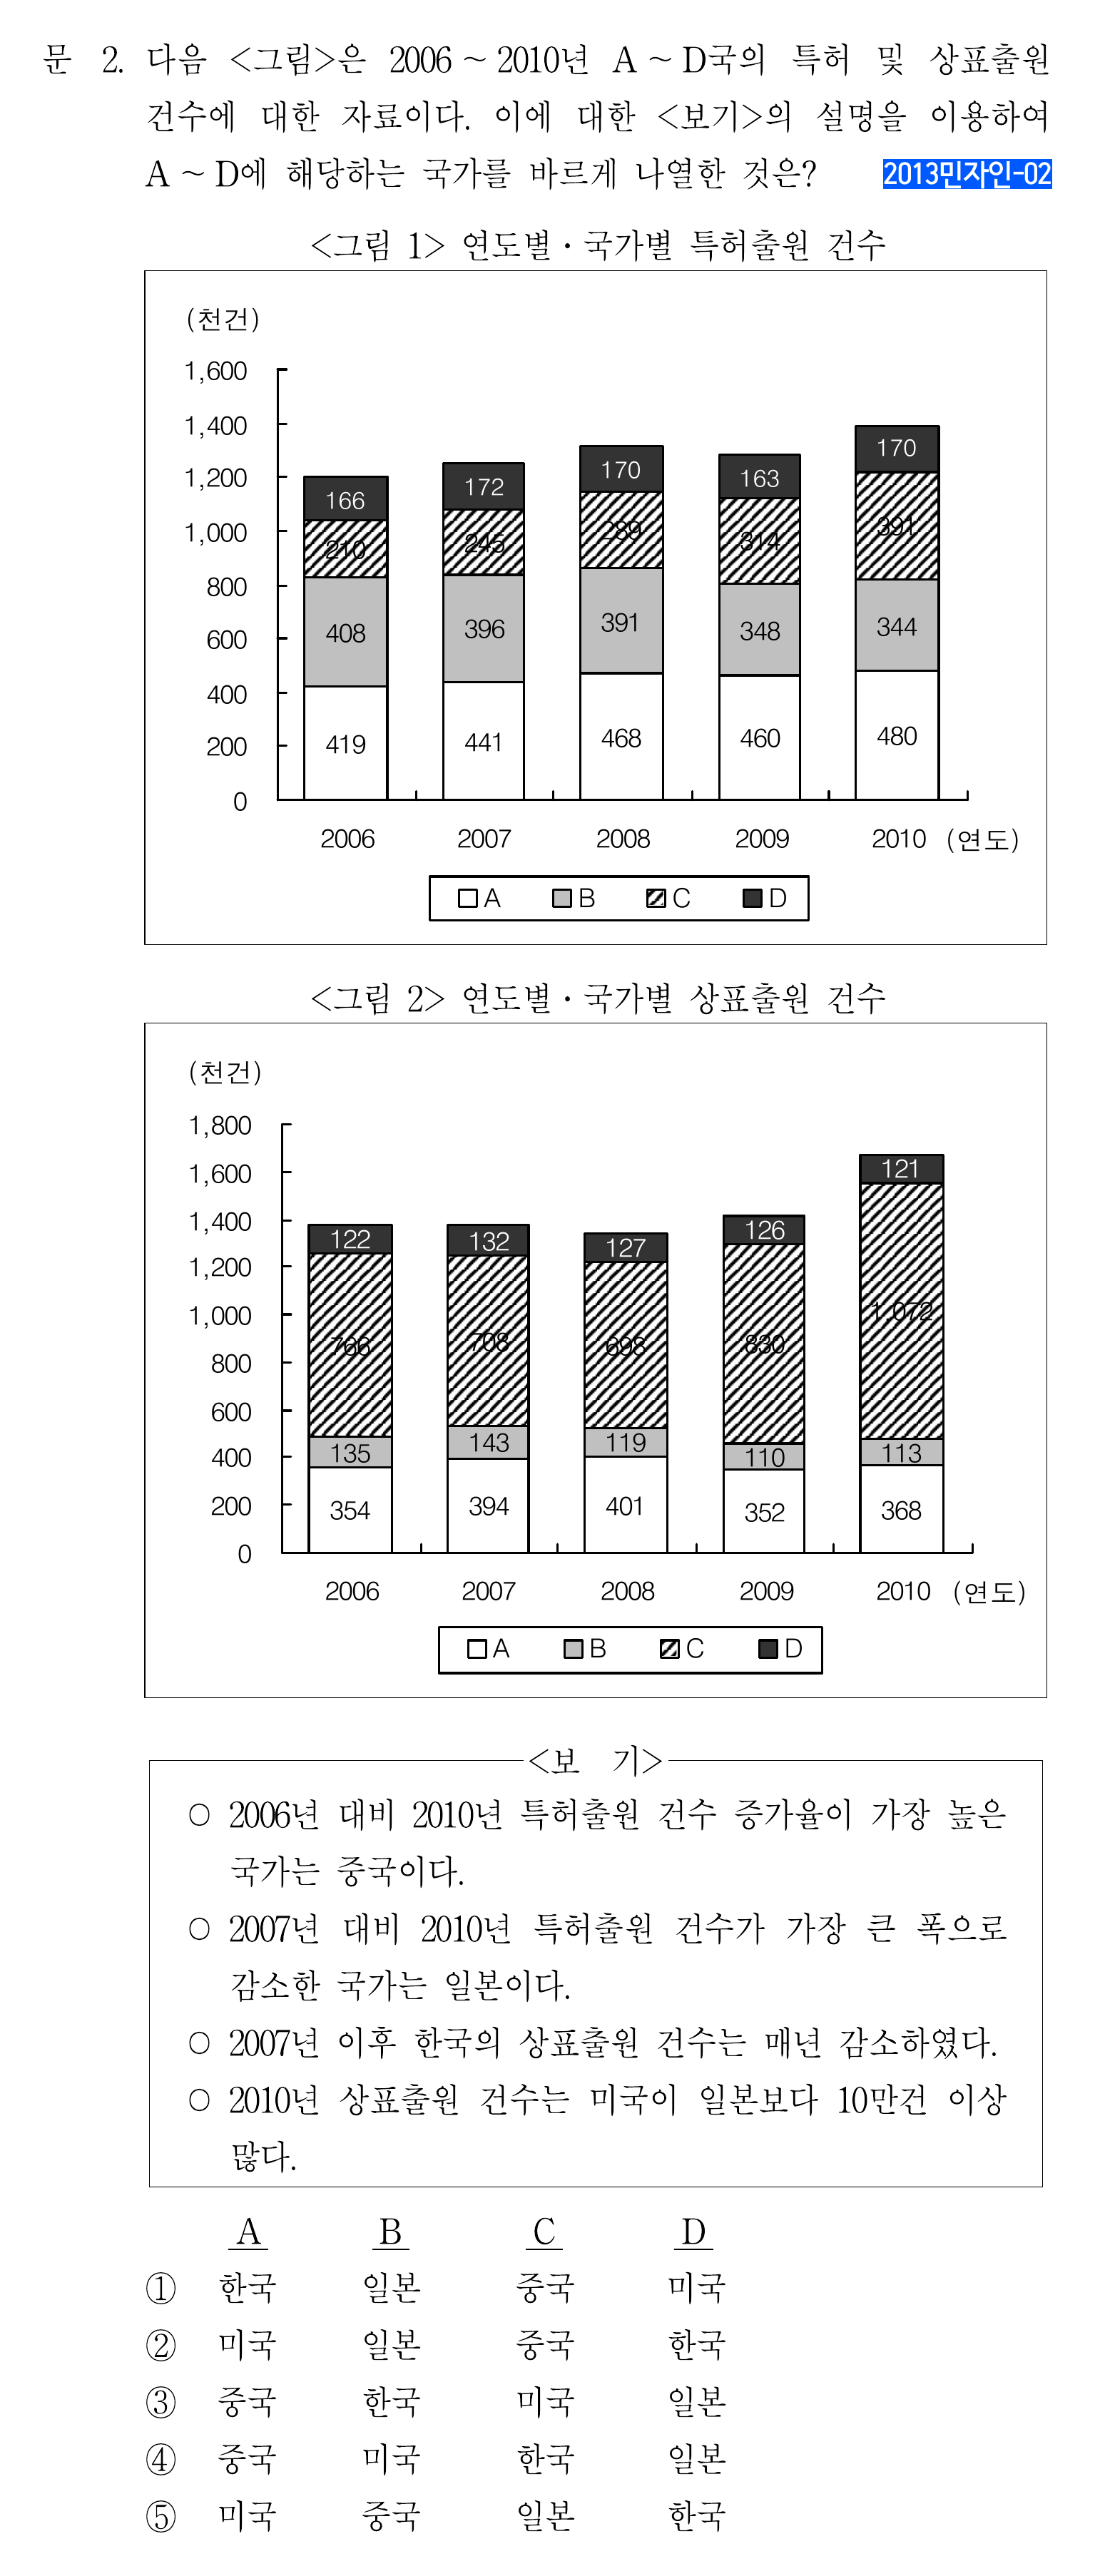 문 2. 다음 <그림>은 2006 ~ 2010년 A ~ D국의 특허 및 상표출원
건수에 대한 자료이다. 이에 대한 <보기>의 설명을 이용하여
A ~ D에 해당하는 국가를 바르게 나열한 것은? 2013민자인-02
<그림 1> 연도별·국가별 특허출원 건수
(천건)
1,600
1,400
1,200
1,000
800
600
400
200
0
166 172 170 163 170
210 245 289 314 391
408 396 391 348 344
419 441 468 460 480
2006 2007 2008 2009 2010 (연도)
A B C D
<그림 2> 연도별·국가별 상표출원 건수
(천건)
1,800
1,600
1,400
1,200
1,000
800
600
400
200
0
122 132 127 126 121
766 708 698 830 1,072
135 143 119 110 113
354 394 401 352 368
2006 2007 2008 2009 2010 (연도)
A B C D
<보 기>
○ 2006년 대비 2010년 특허출원 건수 증가율이 가장 높은
국가는 중국이다.
○ 2007년 대비 2010년 특허출원 건수가 가장 큰 폭으로
감소한 국가는 일본이다.
○ 2007년 이후 한국의 상표출원 건수는 매년 감소하였다.
○ 2010년 상표출원 건수는 미국이 일본보다 10만건 이상
많다.
A B C D
① 한국 일본 중국 미국
② 미국 일본 중국 한국
③ 중국 한국 미국 일본
④ 중국 미국 한국 일본
⑤ 미국 중국 일본 한국